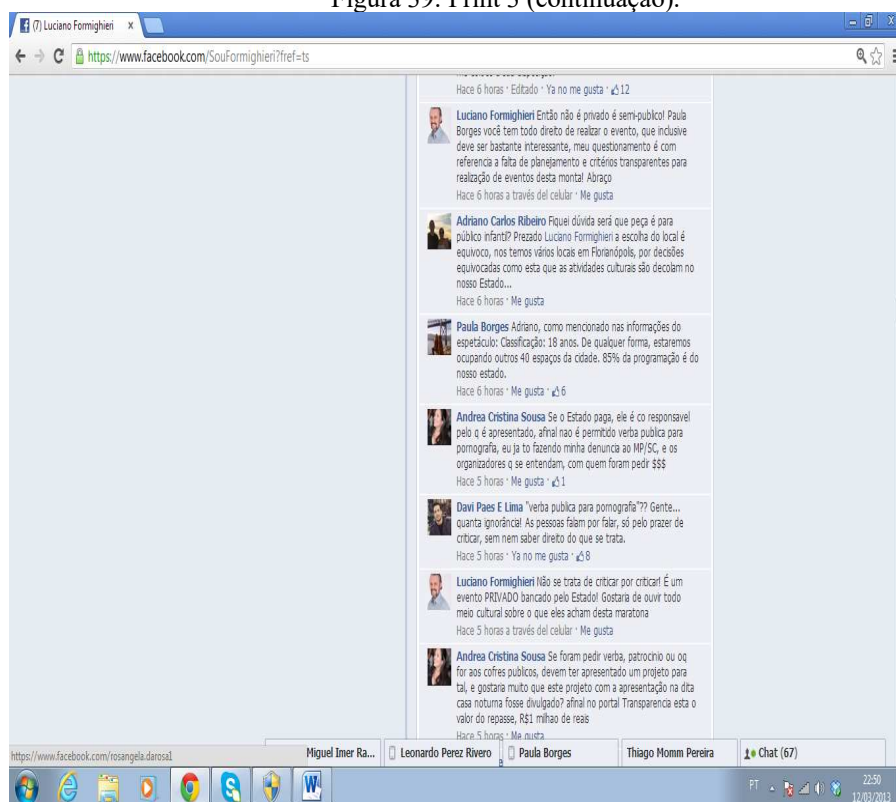 Figura 39. Print 3 (continuação).
(7) Luciano Formighieri
https://www.facebook.com/SouFormighieri?fref=ts
Hace 6 horas · Editado · Ya no me gusta · 12
Luciano Formighieri Então não é privado é semi-publico! Paula
Borges você tem todo direito de realizar o evento, que inclusive
deve ser bastante interessante, meu questionamento é com
referencia a falta de planejamento e critérios transparentes para
realização de eventos desta monta! Abraço
Hace 6 horas a través del celular · Me gusta
Adriano Carlos Ribeiro Fiquei dúvida será que peça é para
público infantil? Prezado Luciano Formighieri a escolha do local é
equivoco, nos temos vários locais em Florianópolis, por decisões
equivocadas como esta que as atividades culturais são decolam no
nosso Estado...
Hace 6 horas · Me gusta
Paula Borges Adriano, como mencionado nas informações do
espetáculo: Classificação: 18 anos. De qualquer forma, estaremos
ocupando outros 40 espaços da cidade. 85% da programação é do
nosso estado.
Hace 6 horas · Me gusta · 6
Andrea Cristina Sousa Se o Estado paga, ele é co responsavel
pelo q é apresentado, afinal nao é permitido verba publica para
pornografia, eu ja to fazendo minha denuncia ao MP/SC, e os
organizadores q se entendam, com quem foram pedir $$$
Hace 5 horas · Me gusta · 1
Davi Paes E Lima "verba publica para pornografia"?? Gente...
quanta ignorância! As pessoas falam por falar, só pelo prazer de
criticar, sem nem saber direito do que se trata.
Hace 5 horas · Ya no me gusta · 8
Luciano Formighieri Não se trata de criticar por criticar! É um
evento PRIVADO bancado pelo Estado! Gostaria de ouvir todo
meio cultural sobre o que eles acham desta maratona
Hace 5 horas a través del celular · Me gusta
Andrea Cristina Sousa Se foram pedir verba, patrocinio ou oq
for aos cofres publicos, devem ter apresentado um projeto para
tal, e gostaria muito que este projeto com a apresentação na dita
casa noturna fosse divulgado? afinal no portal Transparencia esta o
valor do repasse, R$1 milhao de reais
Hace 5 horas · Me gusta
https://www.facebook.com/rosangela.darosa1
Miguel Imer Ra...
Leonardo Perez Rivero
Paula Borges
Thiago Momm Pereira
Chat (67)
PT
22:50
12/03/2013